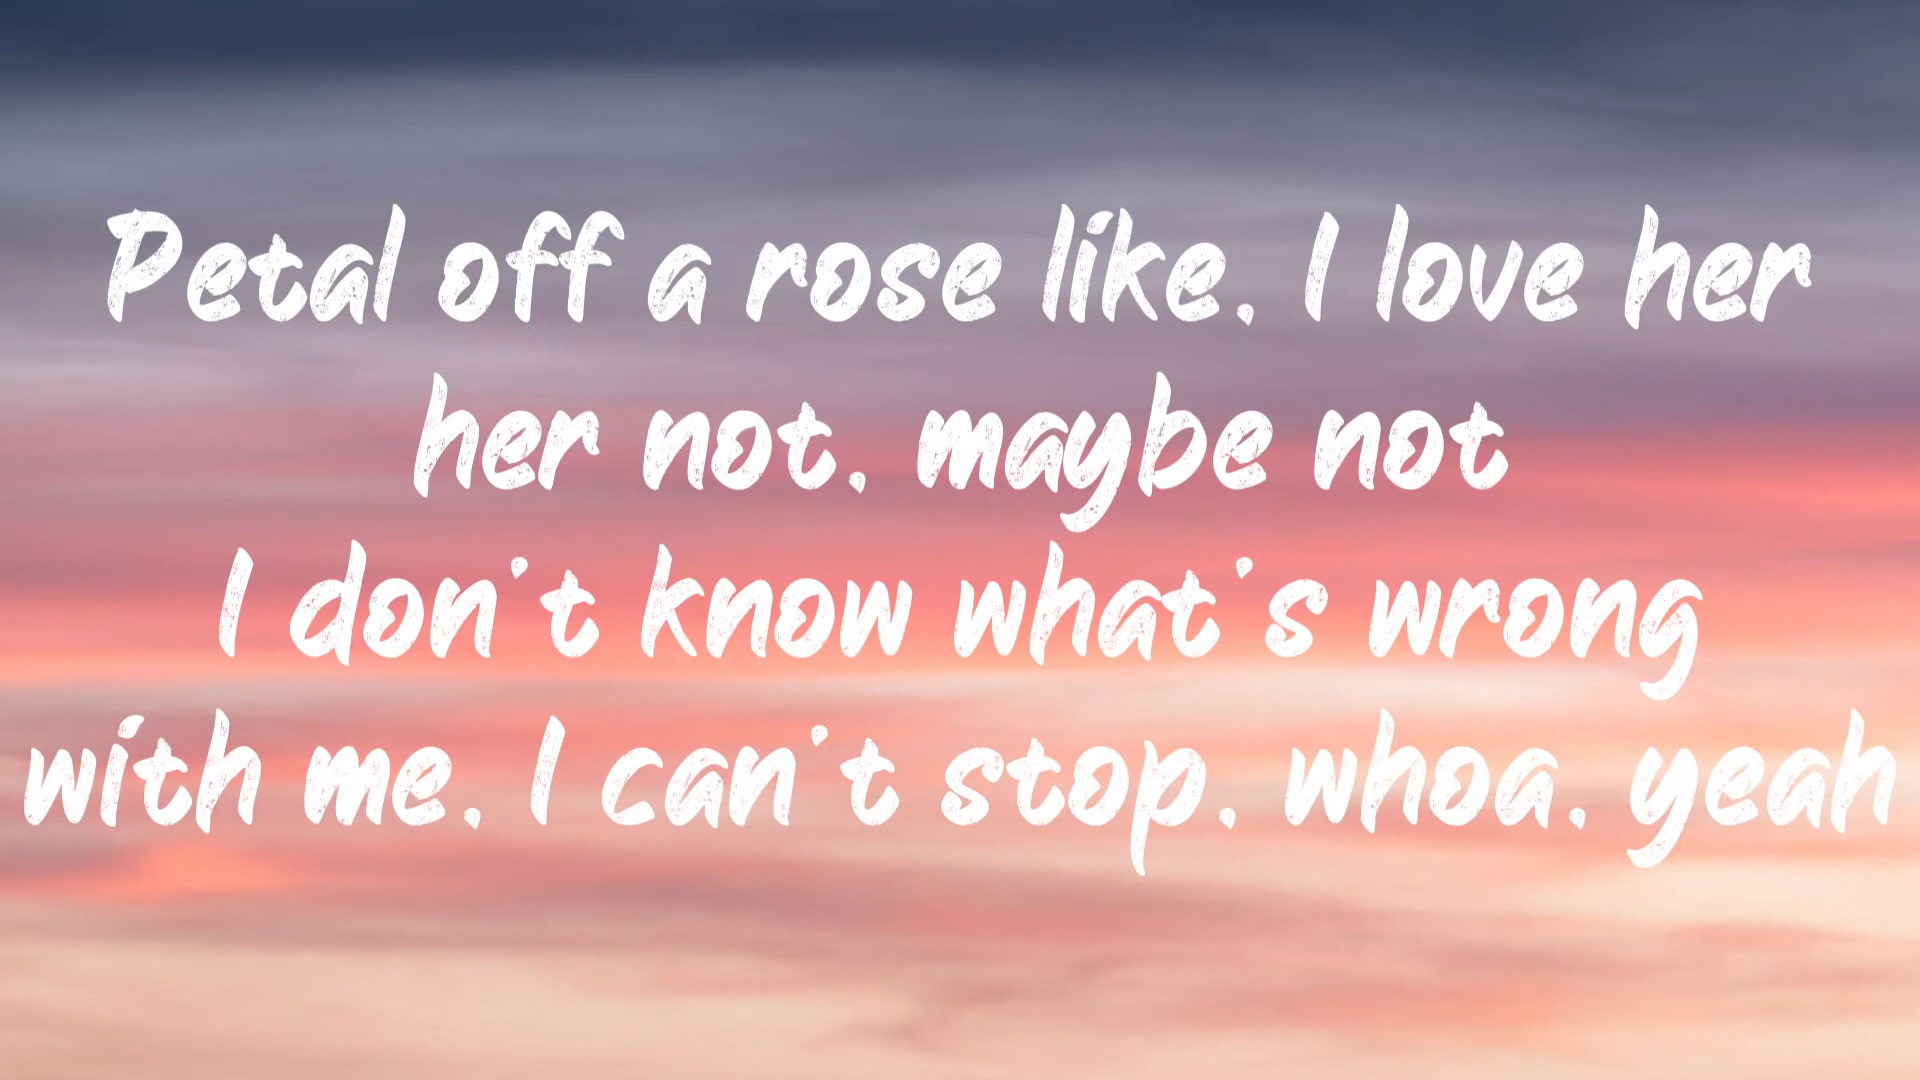 Petal off a rose like, I love her
her not, maybe not
I don't know what's wrong
with me, I can't stop, whoa, yeah